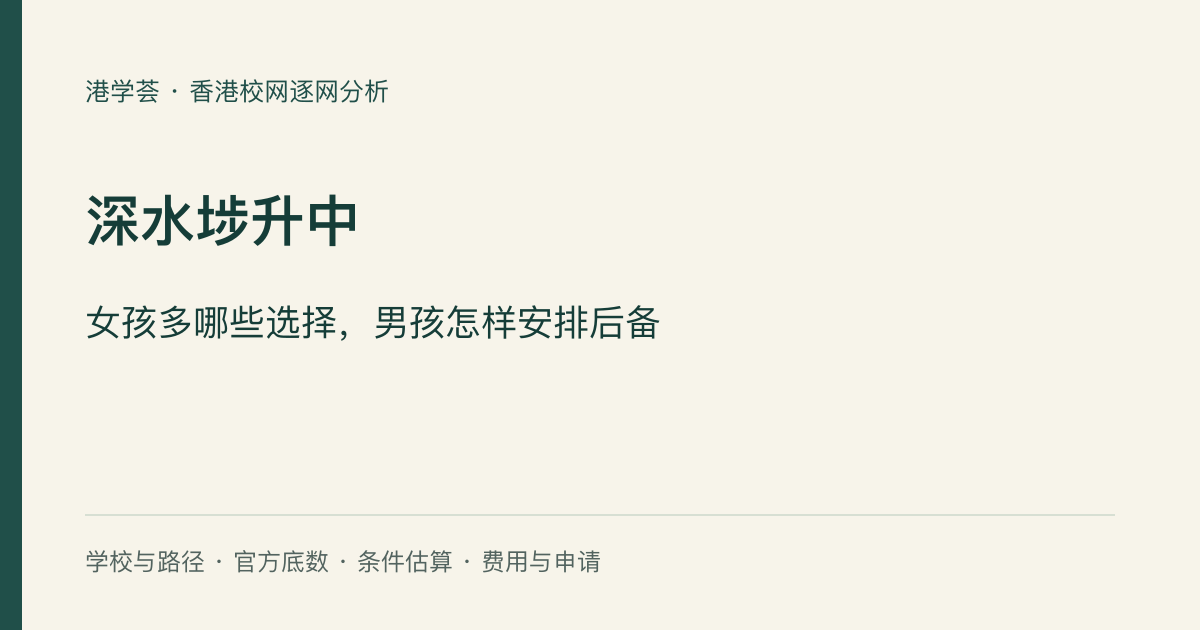 港学荟 · 香港校网逐网分析
深水埗升中
女孩多哪些选择，男孩怎样安排后备
学校与路径 · 官方底数 · 条件估算 · 费用与申请